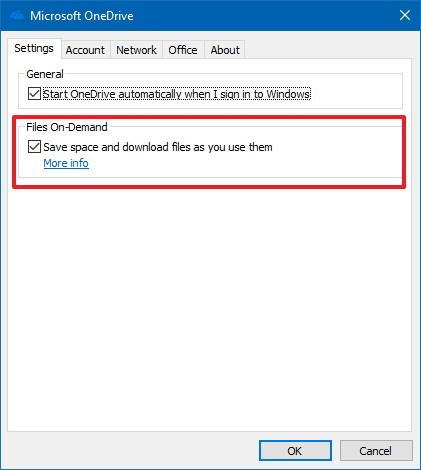 Microsoft OneDrive
Settings Account Network Office About
General
Start OneDrive automatically when I sign in to Windows
Files On-Demand
Save space and download files as you use them
More info
OK Cancel